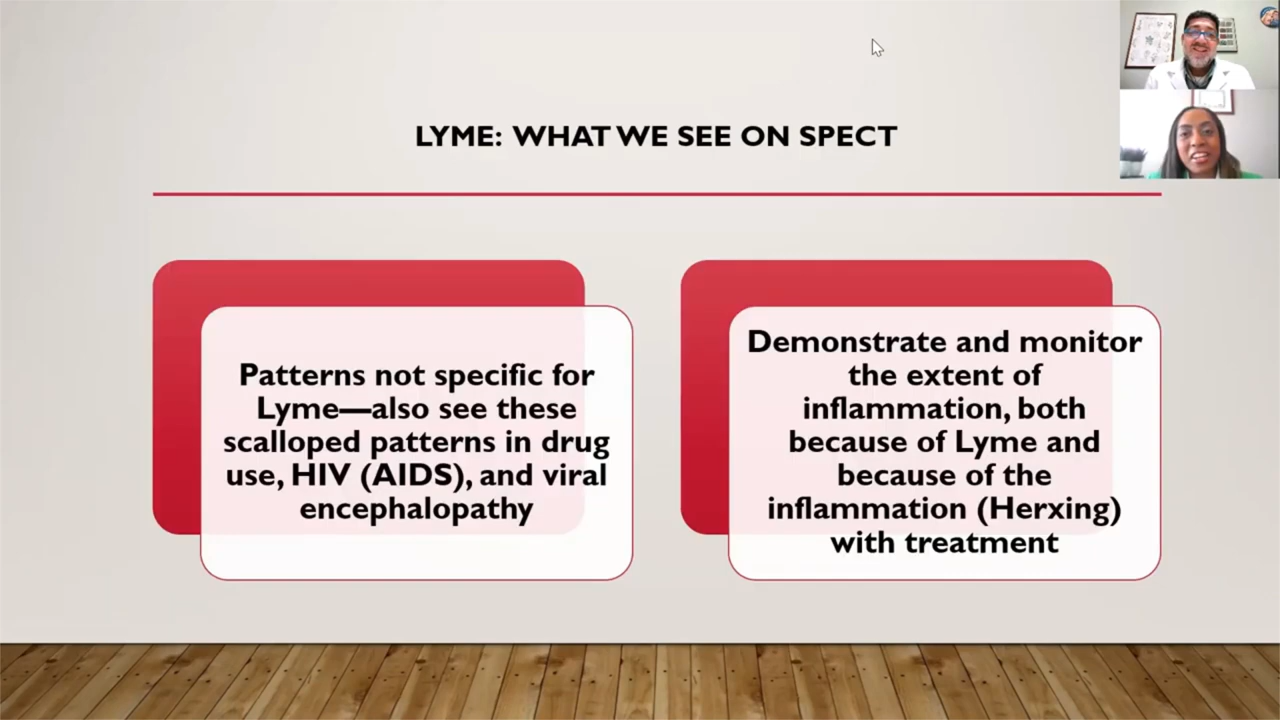 LYME: WHAT WE SEE ON SPECT
Patterns not specific for
Lyme—also see these
scalloped patterns in drug
use, HIV (AIDS), and viral
encephalopathy
Demonstrate and monitor
the extent of
inflammation, both
because of Lyme and
because of the
inflammation (Herxing)
with treatment